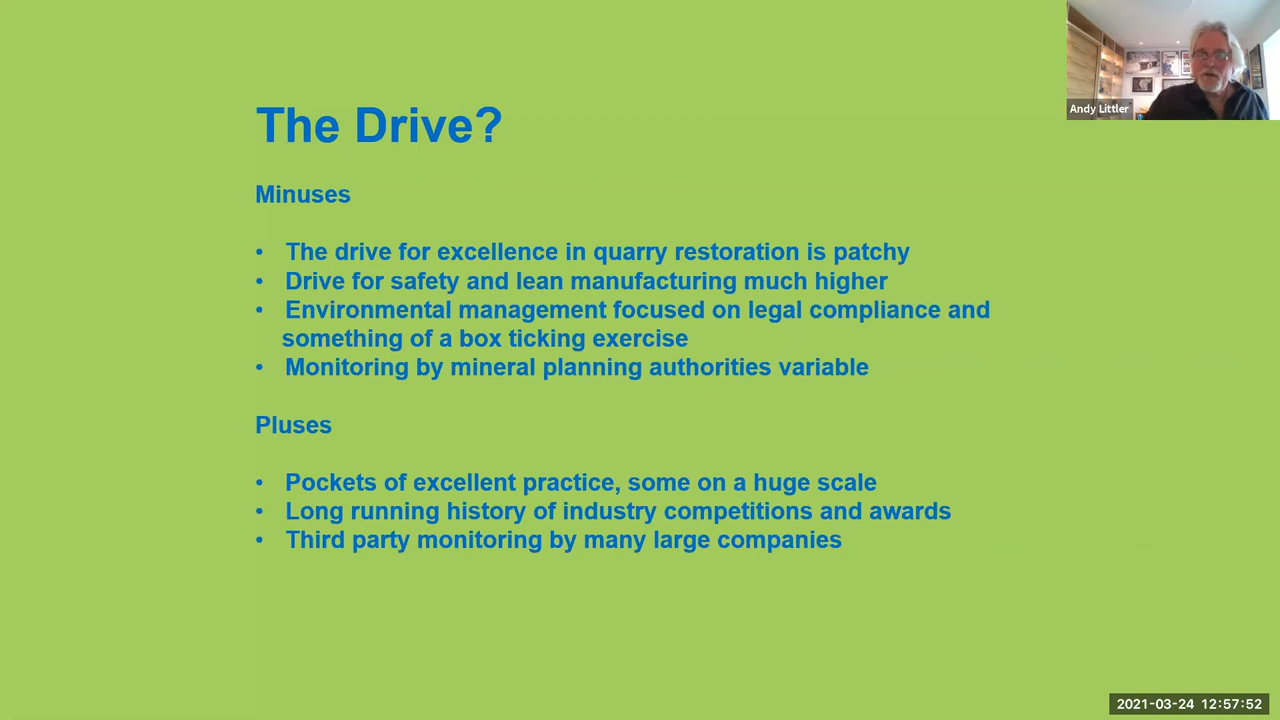 Andy Littler
The Drive?
Minuses
• The drive for excellence in quarry restoration is patchy
• Drive for safety and lean manufacturing much higher
• Environmental management focused on legal compliance and
something of a box ticking exercise
• Monitoring by mineral planning authorities variable
Pluses
• Pockets of excellent practice, some on a huge scale
• Long running history of industry competitions and awards
• Third party monitoring by many large companies
2021-03-24 12:57:52